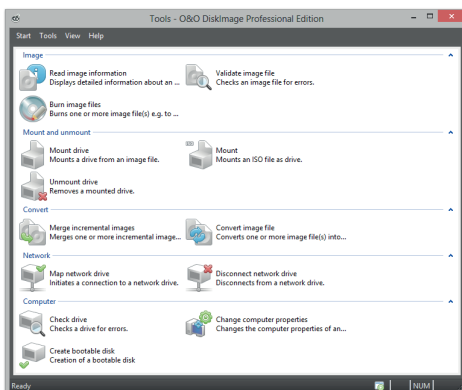 Tools - O&O DiskImage Professional Edition
Start Tools View Help
Image
Read image information
Displays detailed information about an ...
Validate image file
Checks an image file for errors.
Burn image files
Burns one or more image file(s) e.g. to ...
Mount and unmount
Mount drive
Mounts a drive from an image file.
Mount
Mounts an ISO file as drive.
Unmount drive
Removes a mounted drive.
Convert
Merge incremental images
Merges one or more incremental image...
Convert image file
Converts one or more image file(s) into...
Network
Map network drive
Initiates a connection to a network drive.
Disconnect network drive
Disconnects from a network drive.
Computer
Check drive
Checks a drive for errors.
Change computer properties
Changes the computer properties of an...
Create bootable disk
Creation of a bootable disk
Ready
NUM